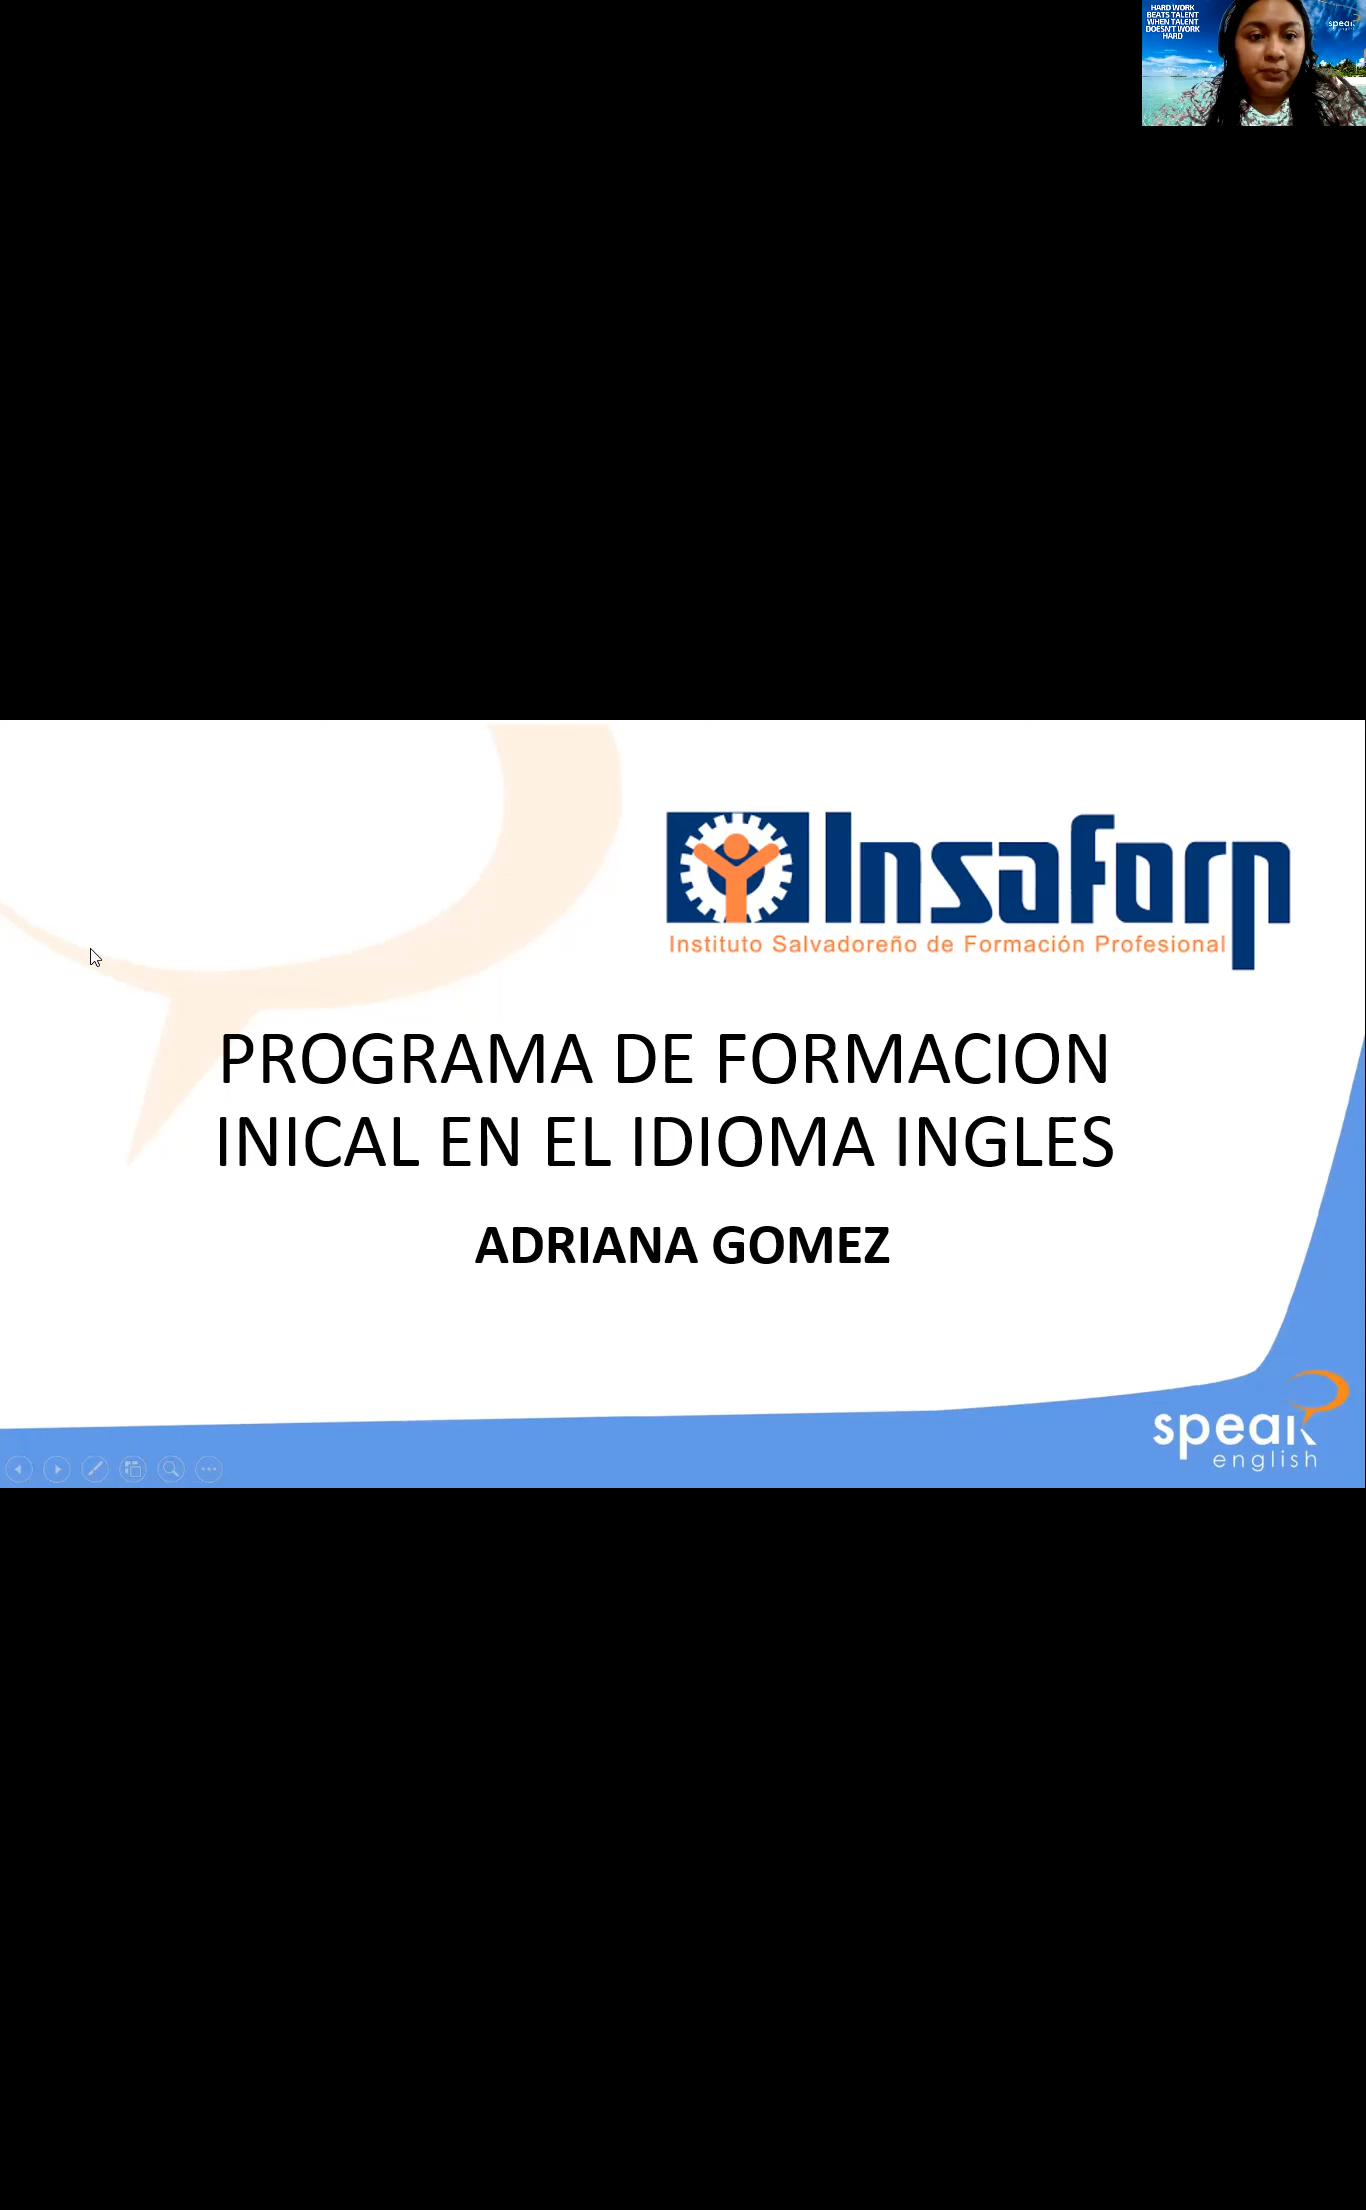 HARD WORK
BEATS TALENT
WHEN TALENT
DOESN'T WORK
HARD
speak
Insaforp
Instituto Salvadoreño de Formación Profesional
PROGRAMA DE FORMACION
INICAL EN EL IDIOMA INGLES
ADRIANA GOMEZ
speak
english